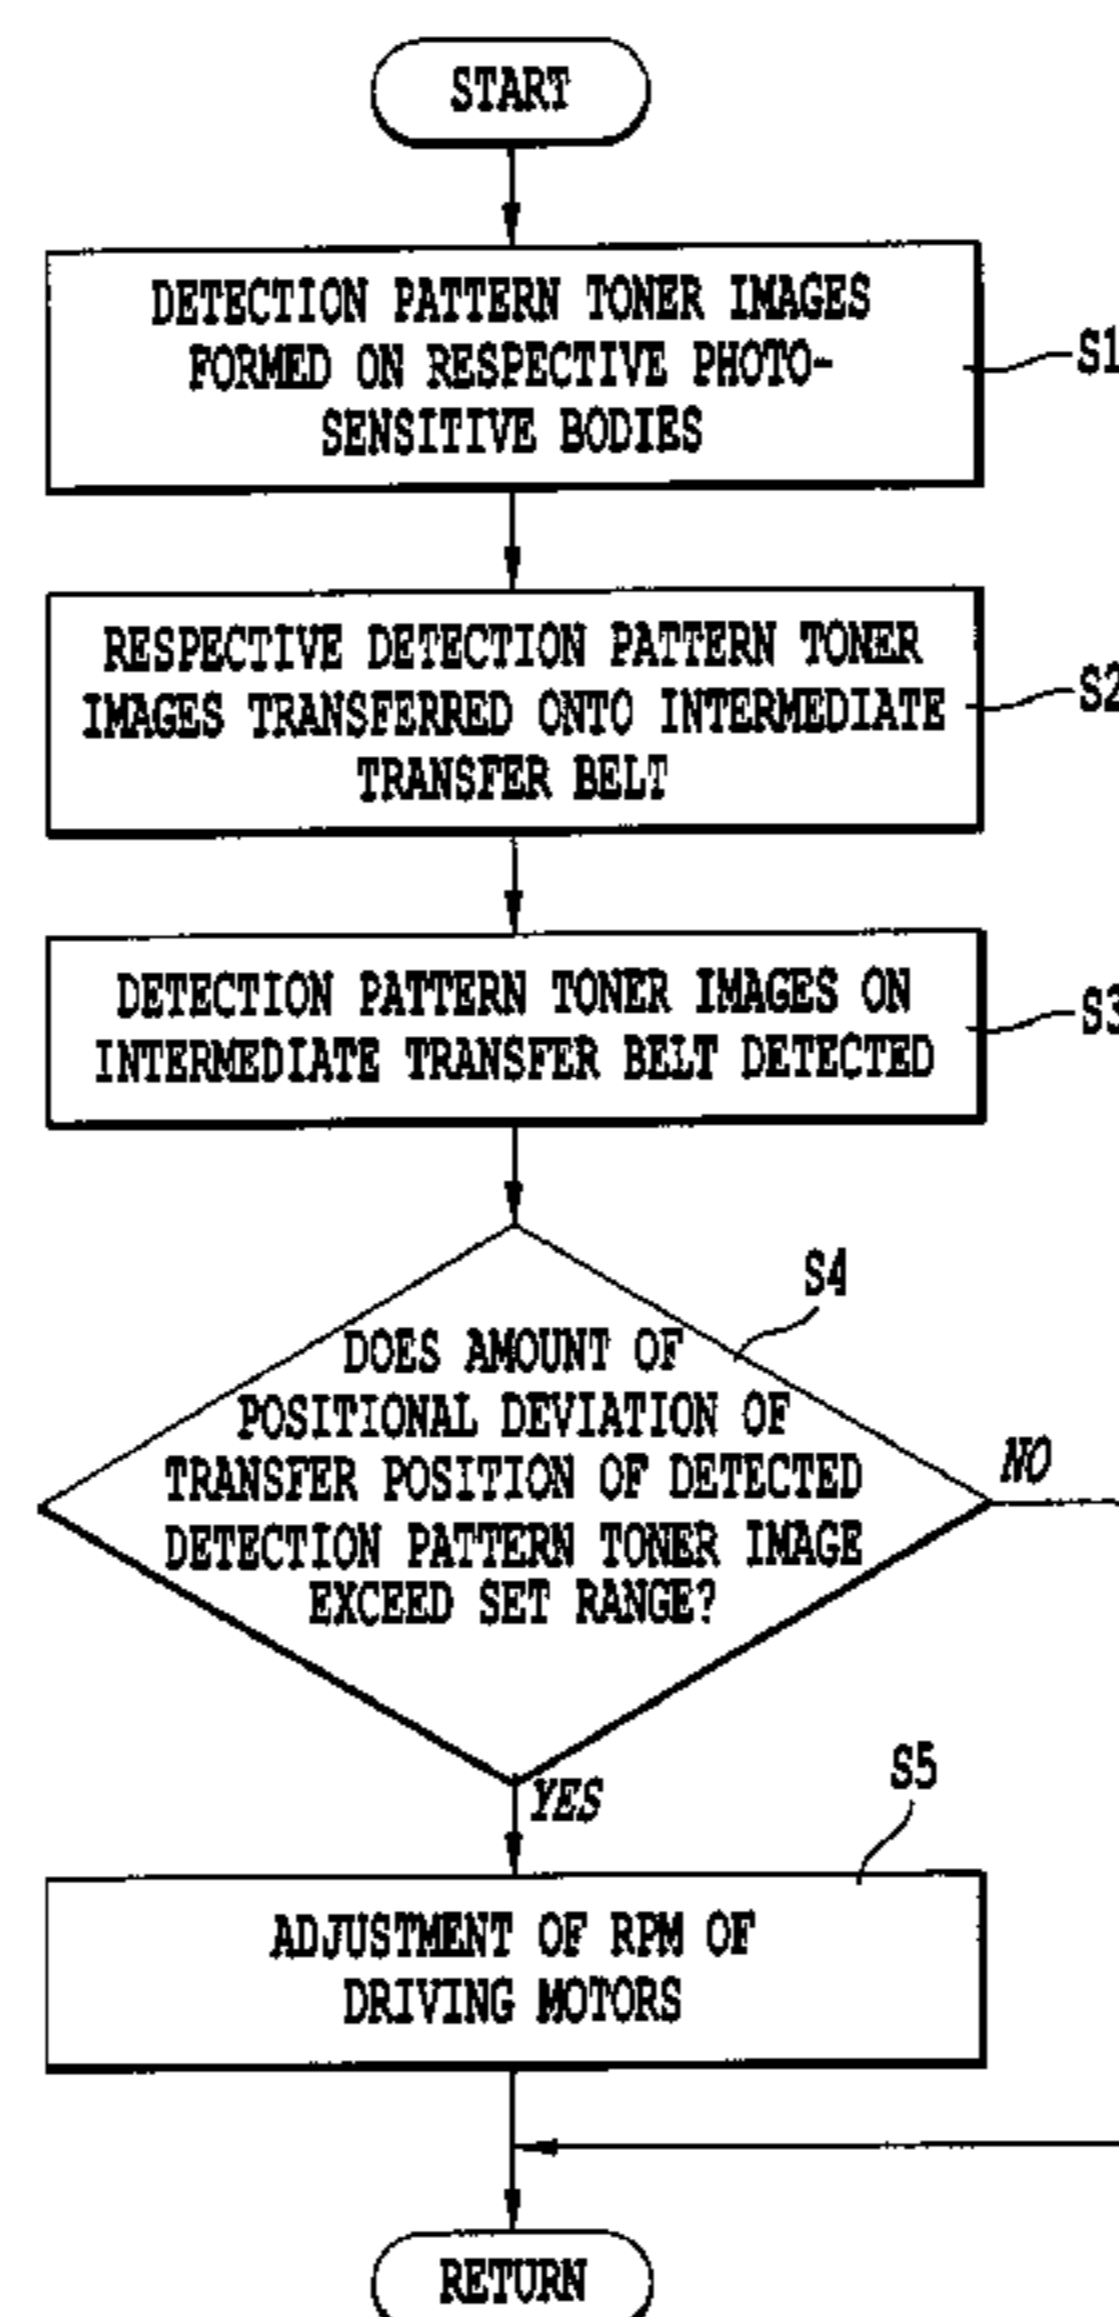 START
DETECTION PATTERN TONER IMAGES
FORMED ON RESPECTIVE PHOTO-
SENSITIVE BODIES
S1
RESPECTIVE DETECTION PATTERN TONER
IMAGES TRANSFERRED ONTO INTERMEDIATE
TRANSFER BELT
S2
DETECTION PATTERN TONER IMAGES ON
INTERMEDIATE TRANSFER BELT DETECTED
S3
S4
DOES AMOUNT OF
POSITIONAL DEVIATION OF
TRANSFER POSITION OF DETECTED
DETECTION PATTERN TONER IMAGE
EXCEED SET RANGE?
NO
YES
S5
ADJUSTMENT OF RPM OF
DRIVING MOTORS
RETURN